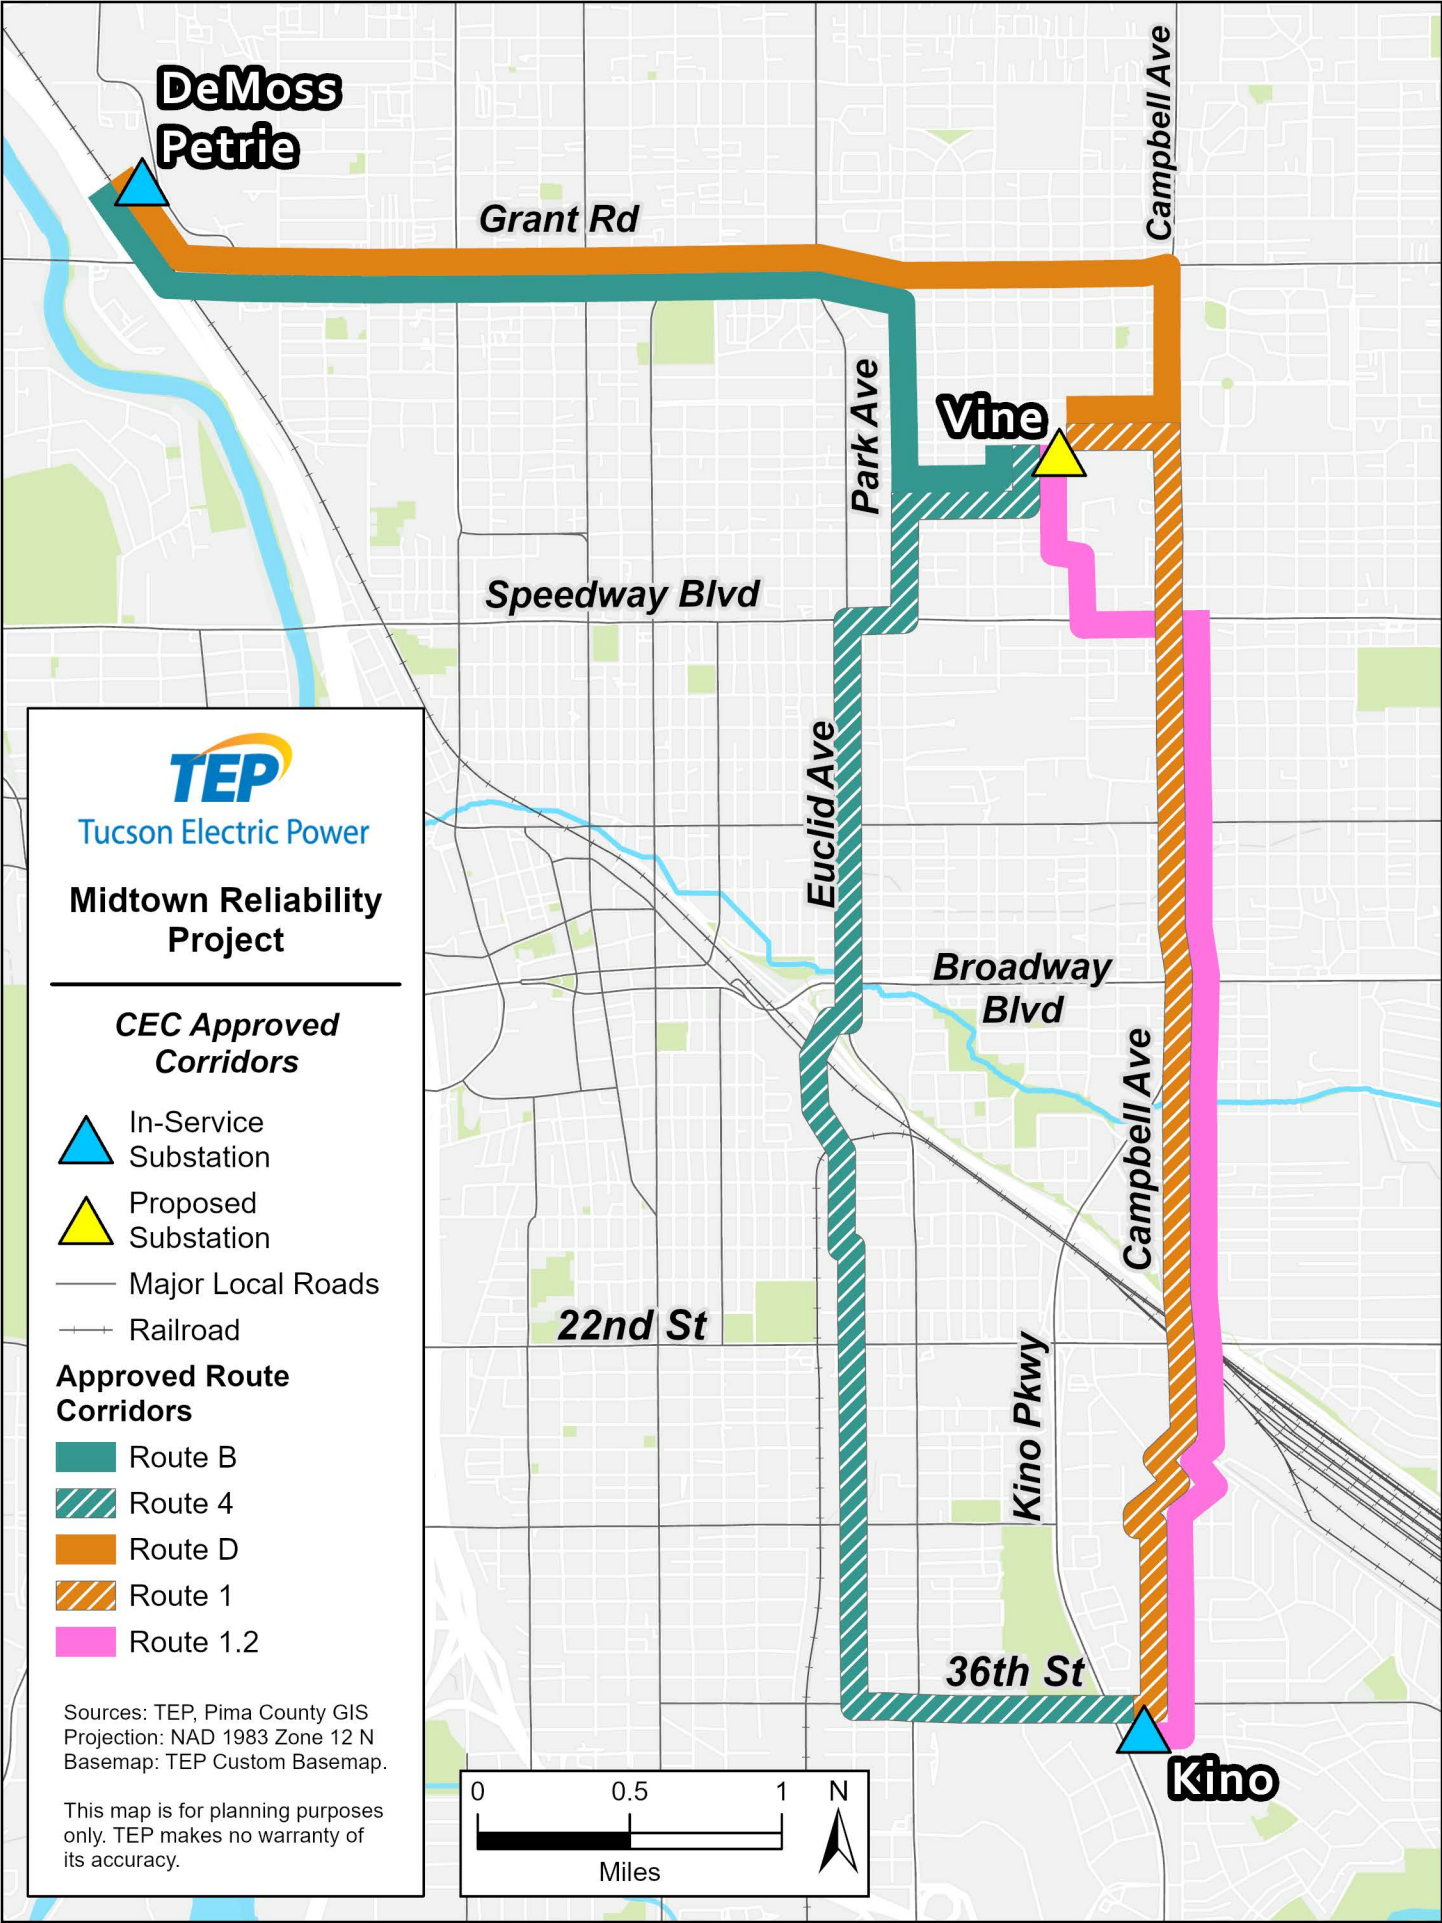 DeMoss
Petrie
Campbell Ave
Grant Rd
Park Ave
Vine
Speedway Blvd
Euclid Ave
Broadway
Blvd
Campbell Ave
22nd St
Kino Pkwy
36th St
Kino
TEP
Tucson Electric Power
Midtown Reliability
Project
CEC Approved
Corridors
In-Service
Substation
Proposed
Substation
Major Local Roads
Railroad
Approved Route
Corridors
Route B
Route 4
Route D
Route 1
Route 1.2
Sources: TEP, Pima County GIS
Projection: NAD 1983 Zone 12 N
Basemap: TEP Custom Basemap.
This map is for planning purposes
only. TEP makes no warranty of
its accuracy.
0 0.5 1 N
Miles